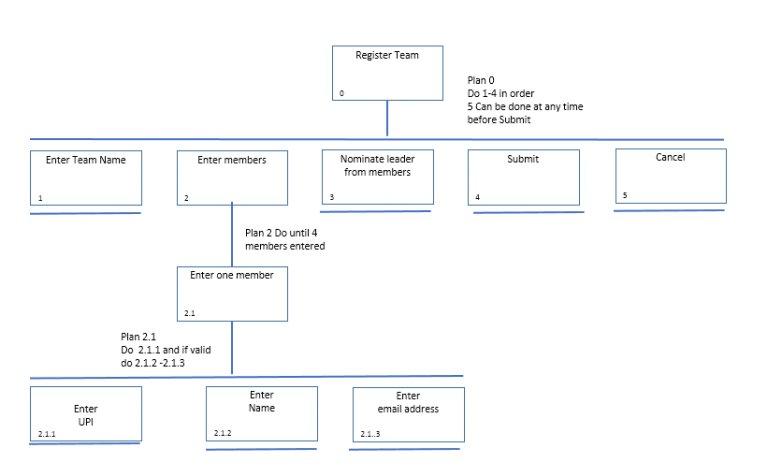 Register Team
0
Plan 0
Do 1-4 in order
5 Can be done at any time
before Submit
Enter Team Name
1
Enter members
2
Nominate leader
from members
3
Submit
4
Cancel
5
Plan 2 Do until 4
members entered
Enter one member
2.1
Plan 2.1
Do 2.1.1 and if valid
do 2.1.2 -2.1.3
Enter
UPI
2.1.1
Enter
Name
2.1.2
Enter
email address
2.1..3